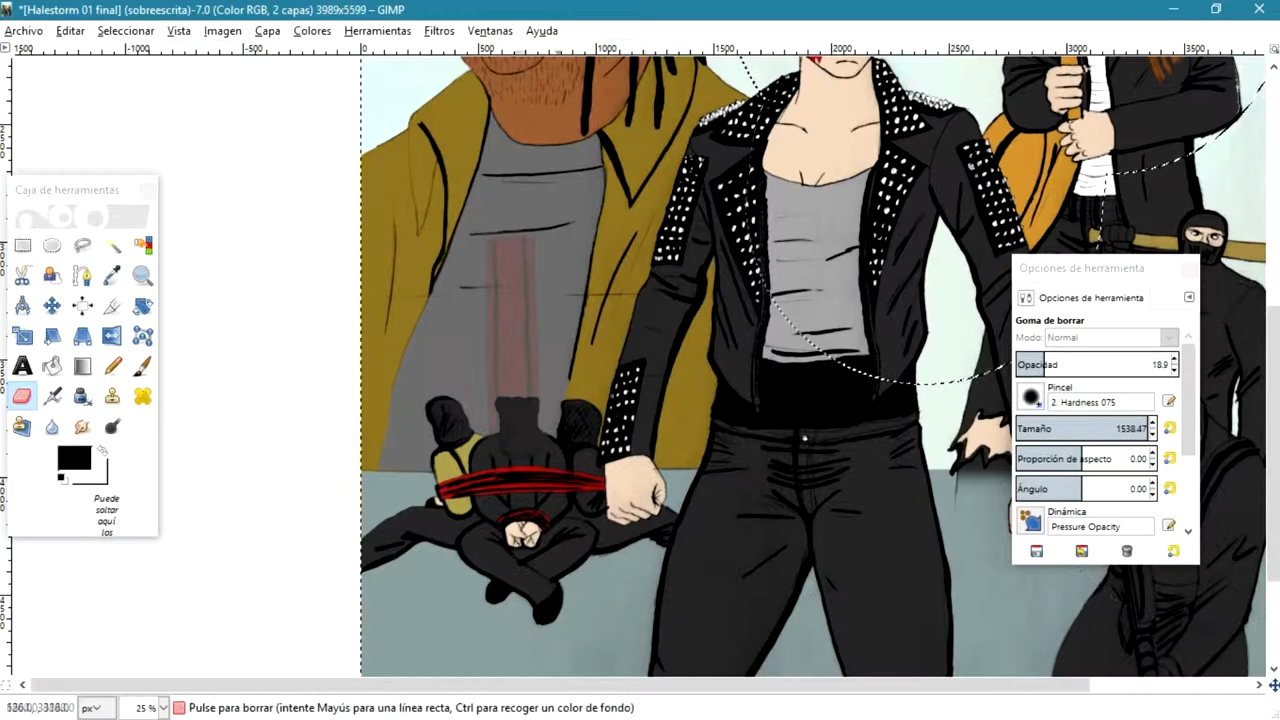 *[Halestorm 01 final] (sobreescrita)-7.0 (Color RGB, 2 capas) 3989x5599 – GIMP
Archivo Editar Seleccionar Vista Imagen Capa Colores Herramientas Filtros Ventanas Ayuda
1500 -1000 -500 0 500 1000 1500 2000 2500 3000 3500
Caja de herramientas
Puede
soltar
aquí
los
Opciones de herramienta
Opciones de herramienta
Goma de borrar
Modo: Normal
Opacidad 18.9
Pincel
2. Hardness 075
Tamaño 1538.47
Proporción de aspecto 0.00
Ángulo 0.00
Dinámica
Pressure Opacity
px 25 % Pulse para borrar (intente Mayús para una línea recta, Ctrl para recoger un color de fondo)